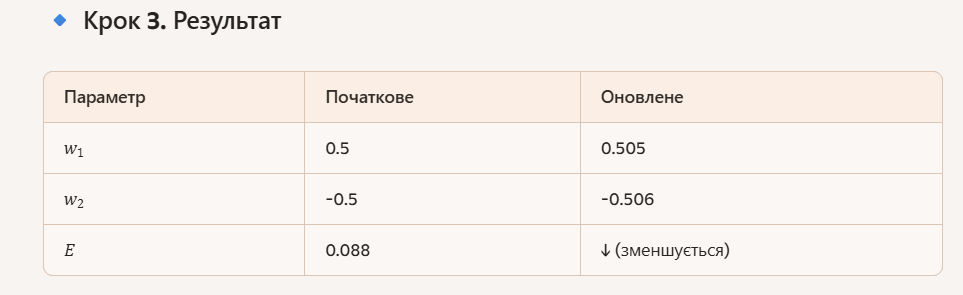 Крок 3. Результат
Параметр Початкове Оновлене
w₁ 0.5 0.505
w₂ -0.5 -0.506
E 0.088 ↓ (зменшується)